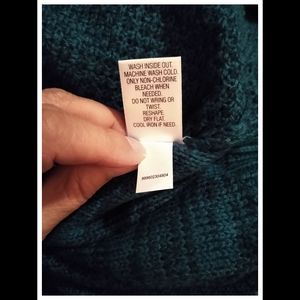 WASH INSIDE OUT.
MACHINE WASH COLD.
ONLY NON-CHLORINE
BLEACH WHEN
NEEDED.
DO NOT WRING OR
TWIST.
RESHAPE.
DRY FLAT.
COOL IRON IF NEED.